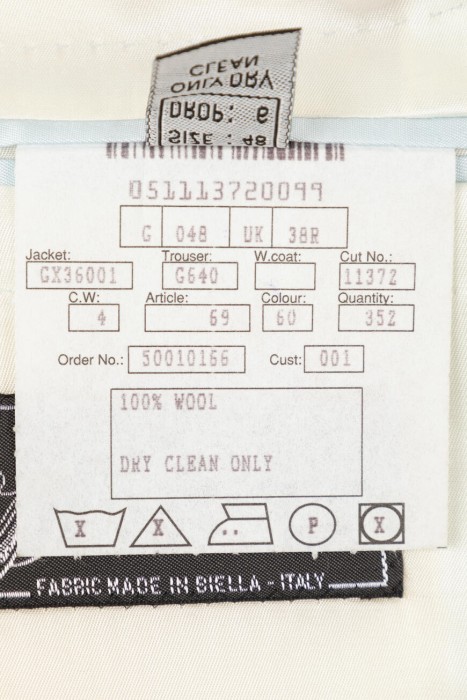 SIZE : 48
DROP: 6
ONLY DRY
CLEAN
051113720099
G 048 UK 38R
Jacket: Trouser: W.coat: Cut No.:
GX36001 G640 11372
C.W: Article: Colour: Quantity:
4 69 60 352
Order No.: 50010166 Cust: 001
100% WOOL
DRY CLEAN ONLY
X X P X
FABRIC MADE IN BIELLA - ITALY